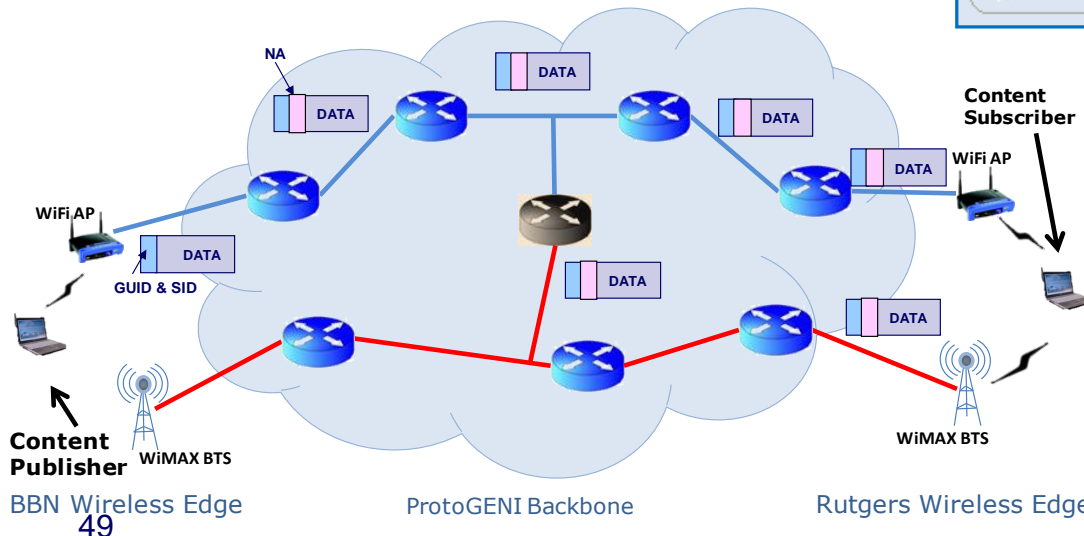 NA
DATA
DATA
DATA
Content
Subscriber
DATA
WiFi AP
WiFi AP
DATA
GUID & SID
DATA
DATA
WiMAX BTS
Content
Publisher
WiMAX BTS
BBN Wireless Edge
ProtoGENI Backbone
Rutgers Wireless Edge
49